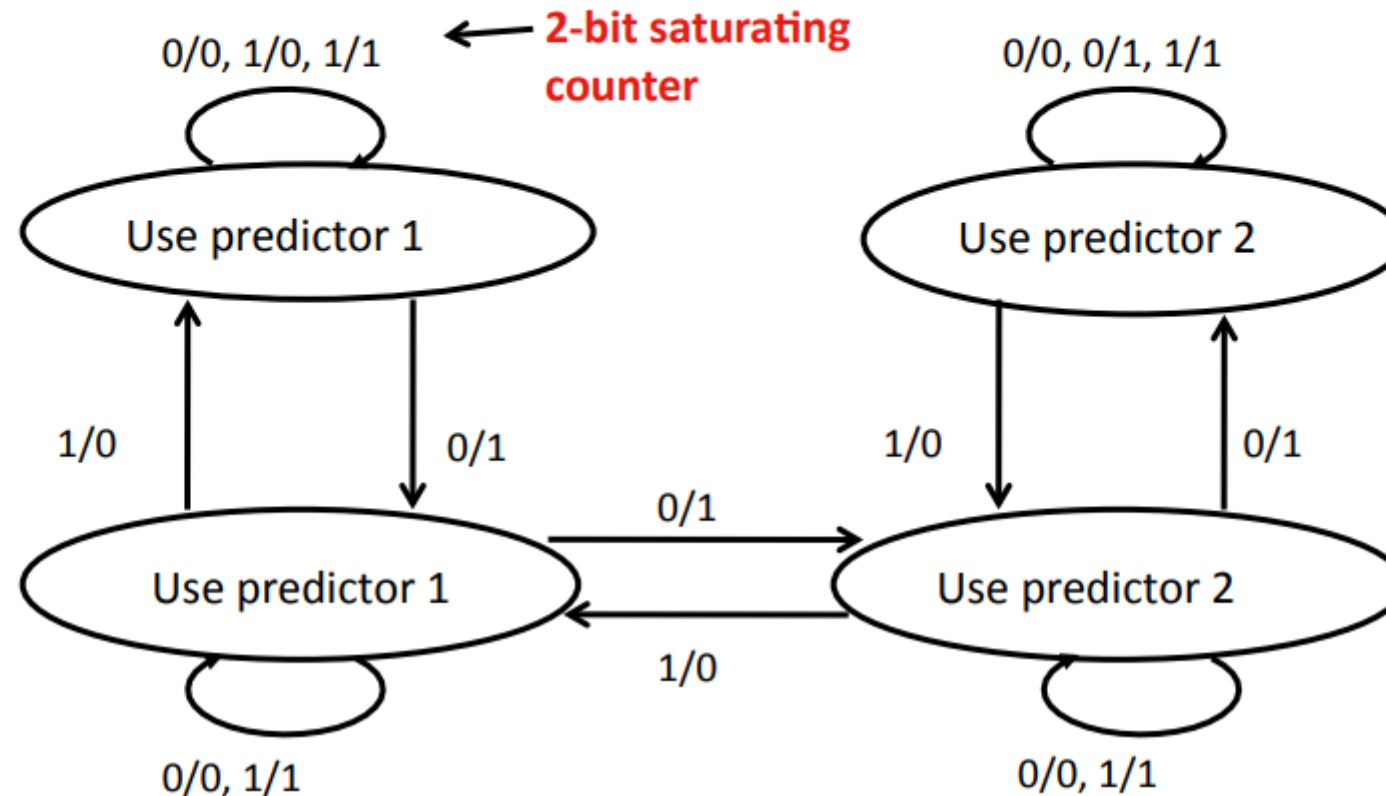 2-bit saturating
counter
0/0, 1/0, 1/1
0/0, 0/1, 1/1
Use predictor 1
Use predictor 2
1/0
0/1
1/0
0/1
0/1
Use predictor 1
Use predictor 2
1/0
0/0, 1/1
0/0, 1/1